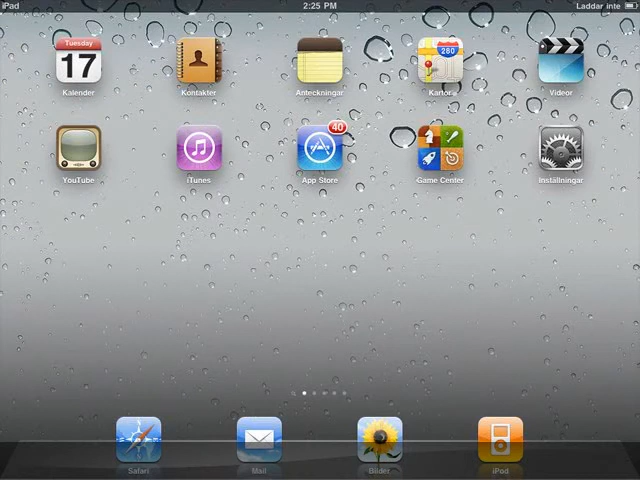 iPad 2:25 PM Laddar inte
Tuesday
17
280
Kalender Kontakter Anteckningar Kartor Videor
40
YouTube iTunes App Store Game Center Inställningar
Safari Mail Bilder iPod